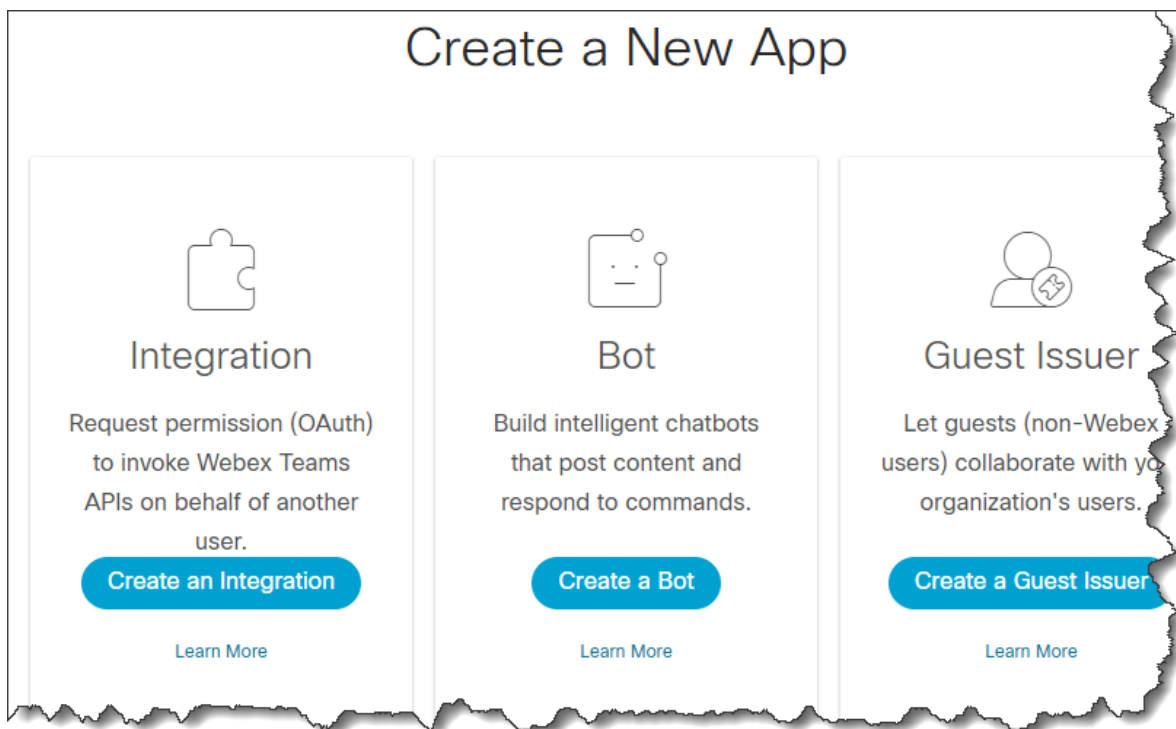 Create a New App
Integration
Request permission (OAuth)
to invoke Webex Teams
APIs on behalf of another
user.
Create an Integration
Learn More
Bot
Build intelligent chatbots
that post content and
respond to commands.
Create a Bot
Learn More
Guest Issuer
Let guests (non-Webex
users) collaborate with
organization's users.
Create a Guest Issuer
Learn More